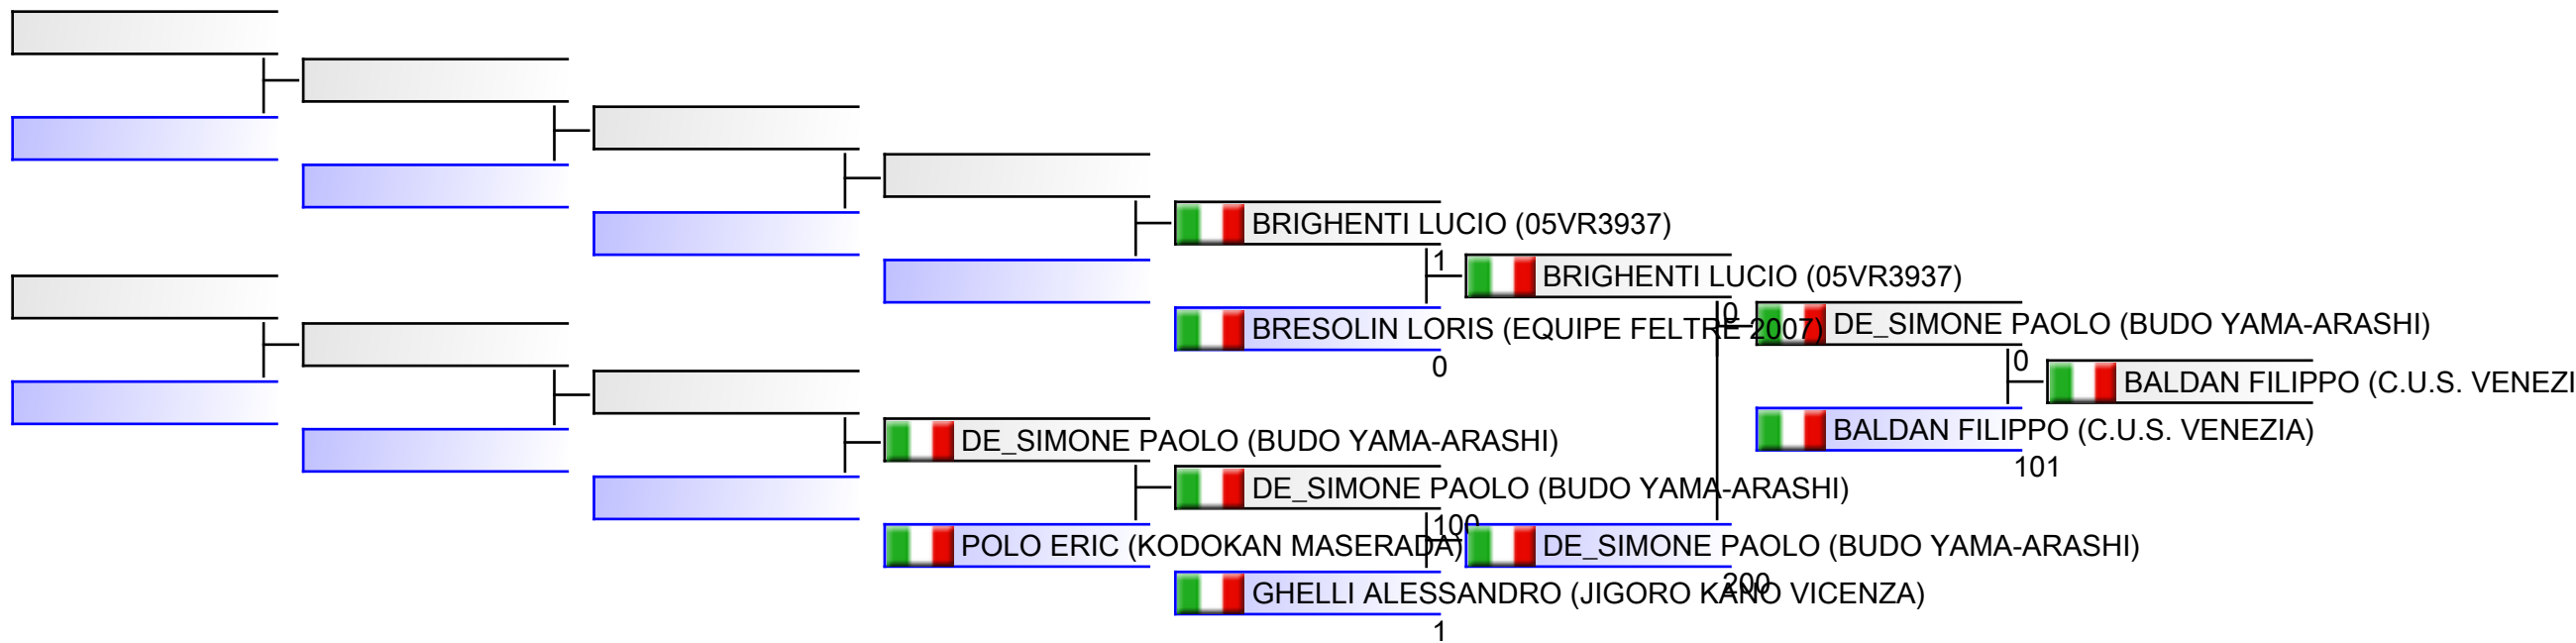 BRIGHENTI LUCIO (05VR3937)
1
BRIGHENTI LUCIO (05VR3937)
0
BRESOLIN LORIS (EQUIPE FELTRE 2007)
0
DE_SIMONE PAOLO (BUDO YAMA-ARASHI)
0
BALDAN FILIPPO (C.U.S. VENEZI
BALDAN FILIPPO (C.U.S. VENEZIA)
101
DE_SIMONE PAOLO (BUDO YAMA-ARASHI)
DE_SIMONE PAOLO (BUDO YAMA-ARASHI)
100
POLO ERIC (KODOKAN MASERADA)
DE_SIMONE PAOLO (BUDO YAMA-ARASHI)
200
GHELLI ALESSANDRO (JIGORO KANO VICENZA)
1